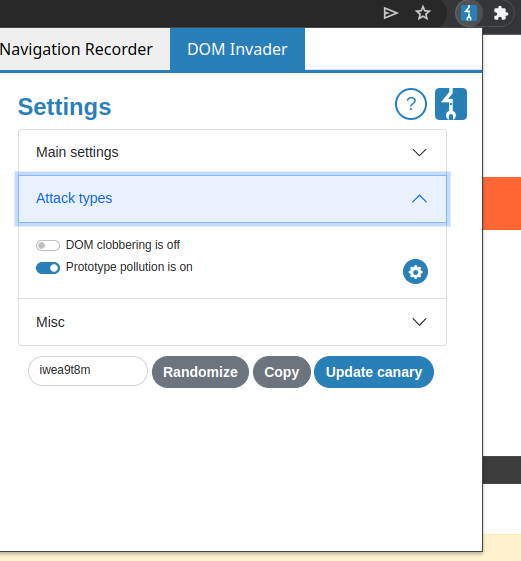 Navigation Recorder
DOM Invader
Settings
?
Main settings
Attack types
DOM clobbering is off
Prototype pollution is on
Misc
iwea9t8m
Randomize
Copy
Update canary